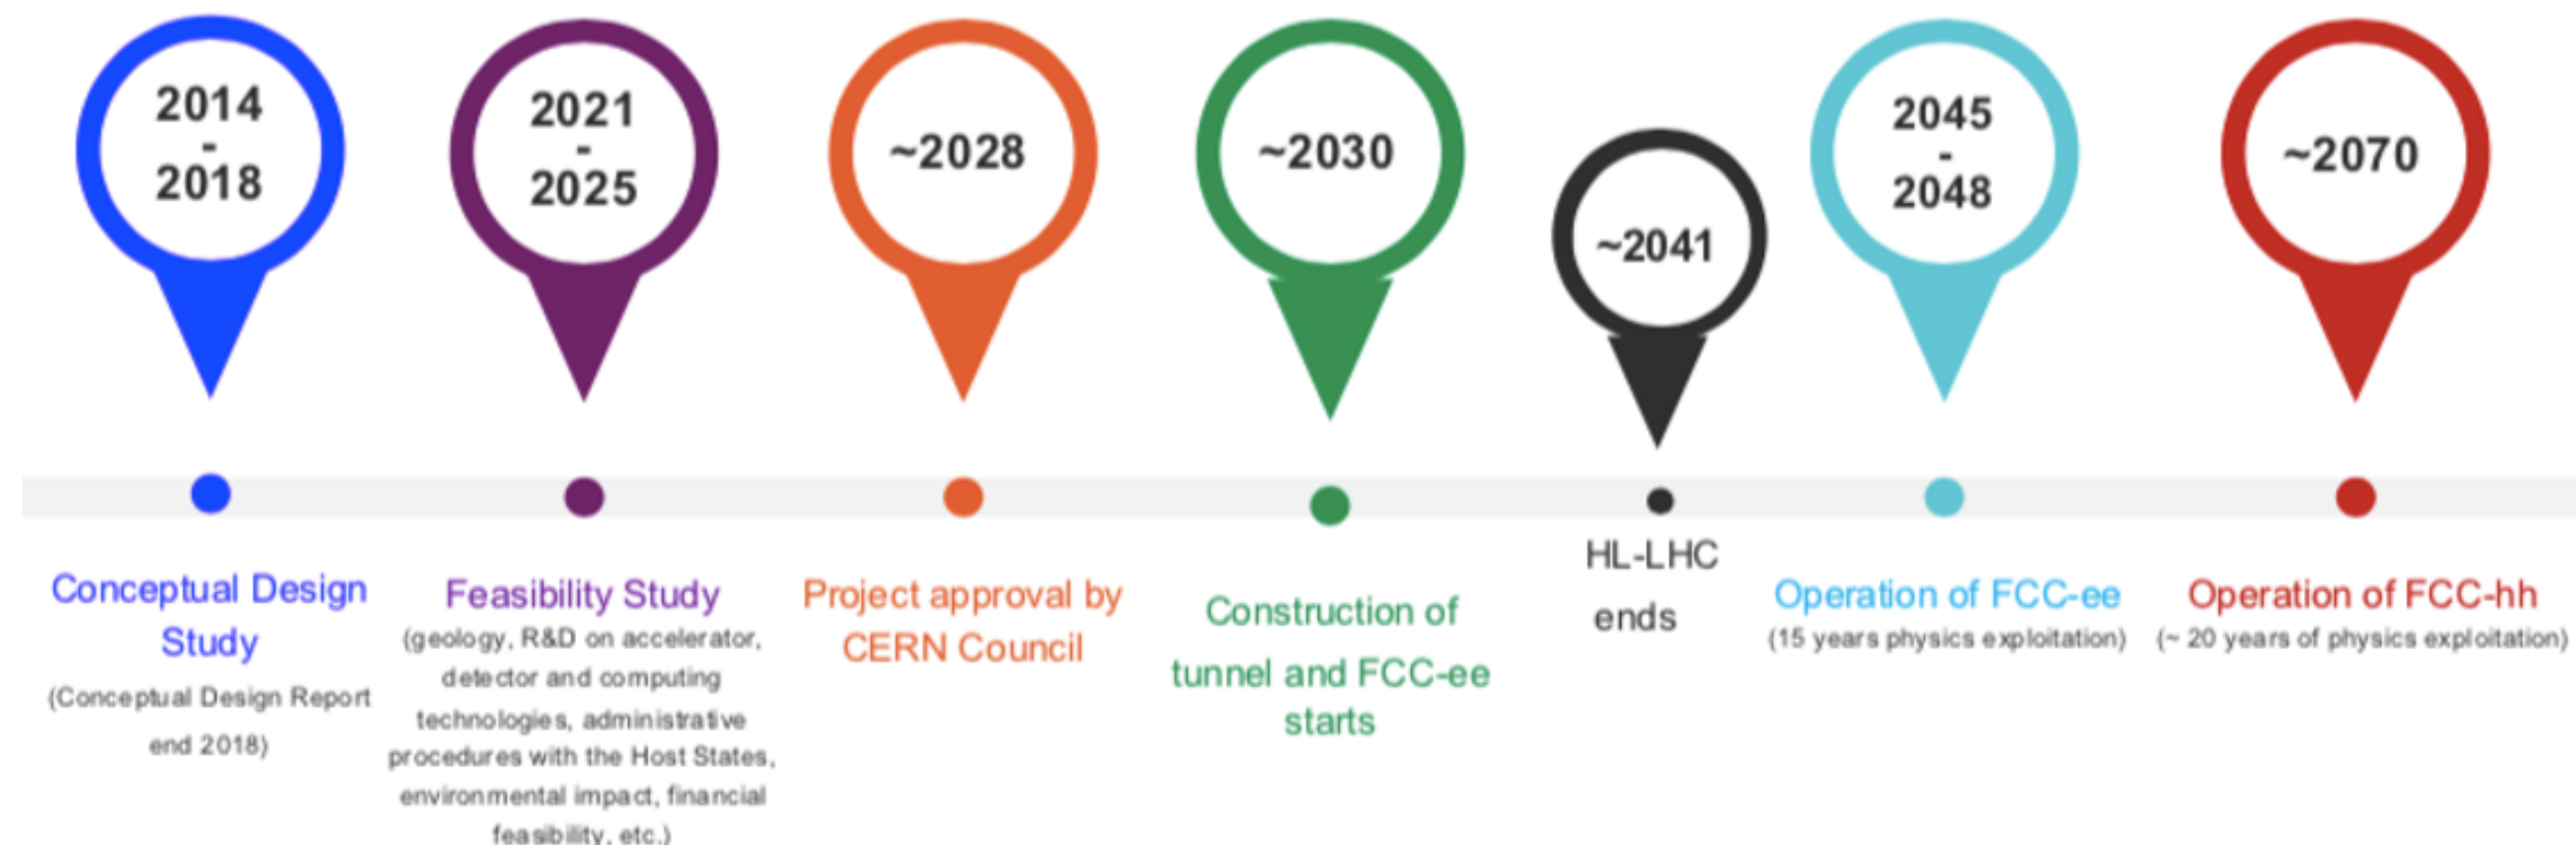 2014
-
2018
2021
-
2025
~2028
~2030
~2041
2045
-
2048
~2070
Conceptual Design
Study
(Conceptual Design Report
end 2018)
Feasibility Study
(geology, R&D on accelerator,
detector and computing
technologies, administrative
procedures with the Host States,
environmental impact, financial
feasibility, etc.)
Project approval by
CERN Council
Construction of
tunnel and FCC-ee
starts
HL-LHC
ends
Operation of FCC-ee
(15 years physics exploitation)
Operation of FCC-hh
(~ 20 years of physics exploitation)